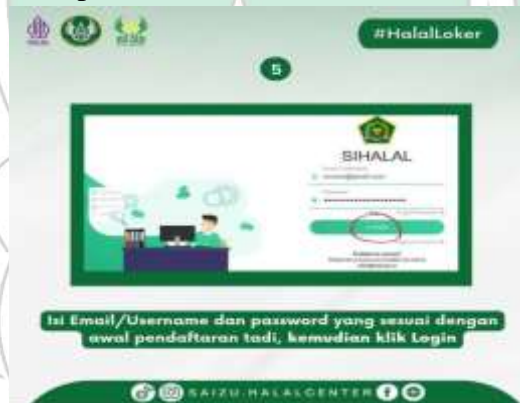 HALAL
#HalalLoker
5
SIHALAL
Isi Email/Username dan password yang sesuai dengan
awal pendaftaran tadi, kemudian klik Login
SAIZU.HALALCENTER